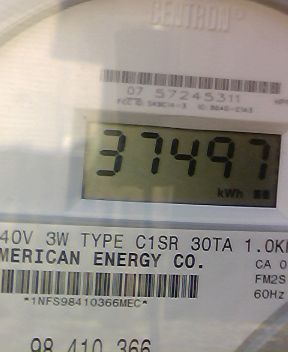 CENTRON®
07 57245311
37497
kWh
40V 3W TYPE C1SR 30TA 1.0K
MERICAN ENERGY CO.
CA 0
FM2S
60Hz
*1NFS98410366MEC*
98 410 366